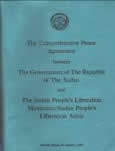 The Comprehensive Peace
Agreement
between
The Government of The Republic
of The Sudan
and
The Sudan People's Liberation
Movement/Sudan People's
Liberation Army